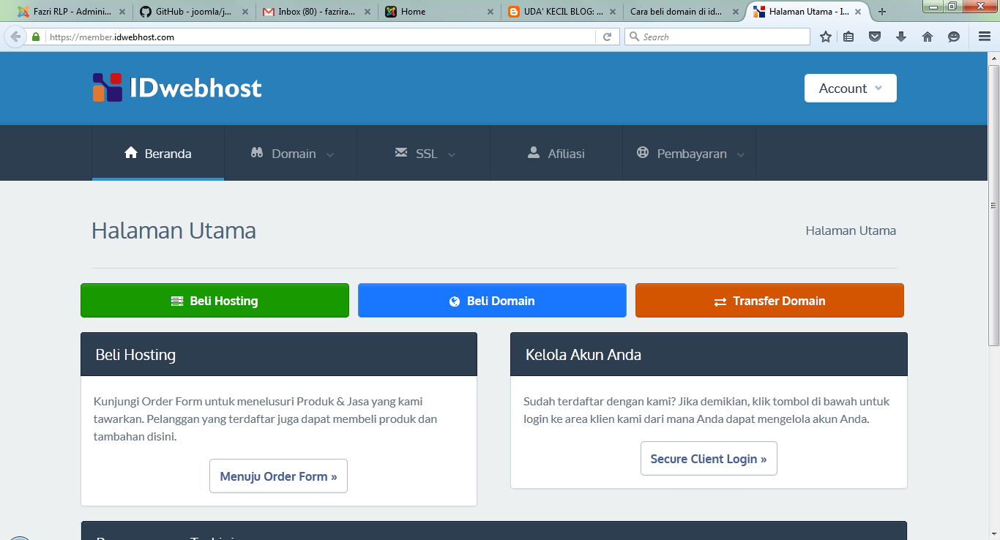 Fazri RLP - Admini...
GitHub - joomla/j...
Inbox (80) - fazrira...
Home
UDA' KECIL BLOG: ...
Cara beli domain di id...
Halaman Utama - I...
https://member.idwebhost.com
Search
IDwebhost
Account
Beranda
Domain
SSL
Afiliasi
Pembayaran
Halaman Utama
Halaman Utama
Beli Hosting
Beli Domain
Transfer Domain
Beli Hosting
Kunjungi Order Form untuk menelusuri Produk & Jasa yang kami
tawarkan. Pelanggan yang terdaftar juga dapat membeli produk dan
tambahan disini.
Menuju Order Form »
Kelola Akun Anda
Sudah terdaftar dengan kami? Jika demikian, klik tombol di bawah untuk
login ke area klien kami dari mana Anda dapat mengelola akun Anda.
Secure Client Login »